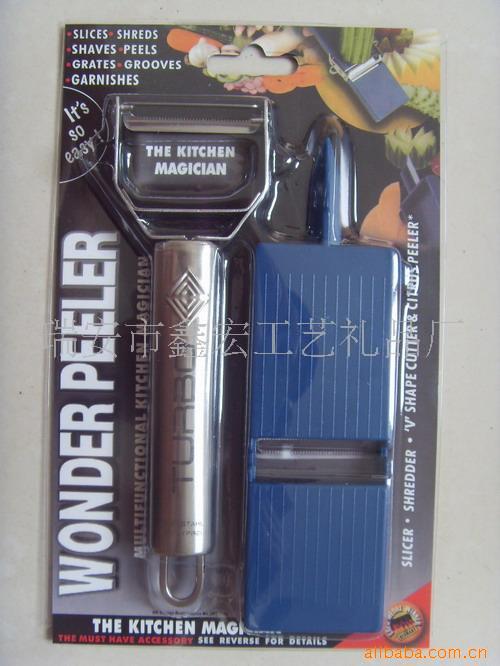 •SLICES•SHREDS
•SHAVES•PEELS
•GRATES•GROOVES
•GARNISHES
It's
so
easy!
THE KITCHEN
MAGICIAN
WONDER PEELER
MULTIFUNCTIONAL KITCHEN MAGICIAN
TURBO
SLICER • SHREDDER • 'V' SHAPE CUTTER & CITRUS PEELER*
瑞安市鑫宏工艺礼品厂
THE KITCHEN MAGICIAN
THE MUST HAVE ACCESSORY SEE REVERSE FOR DETAILS
alibaba.com.cn